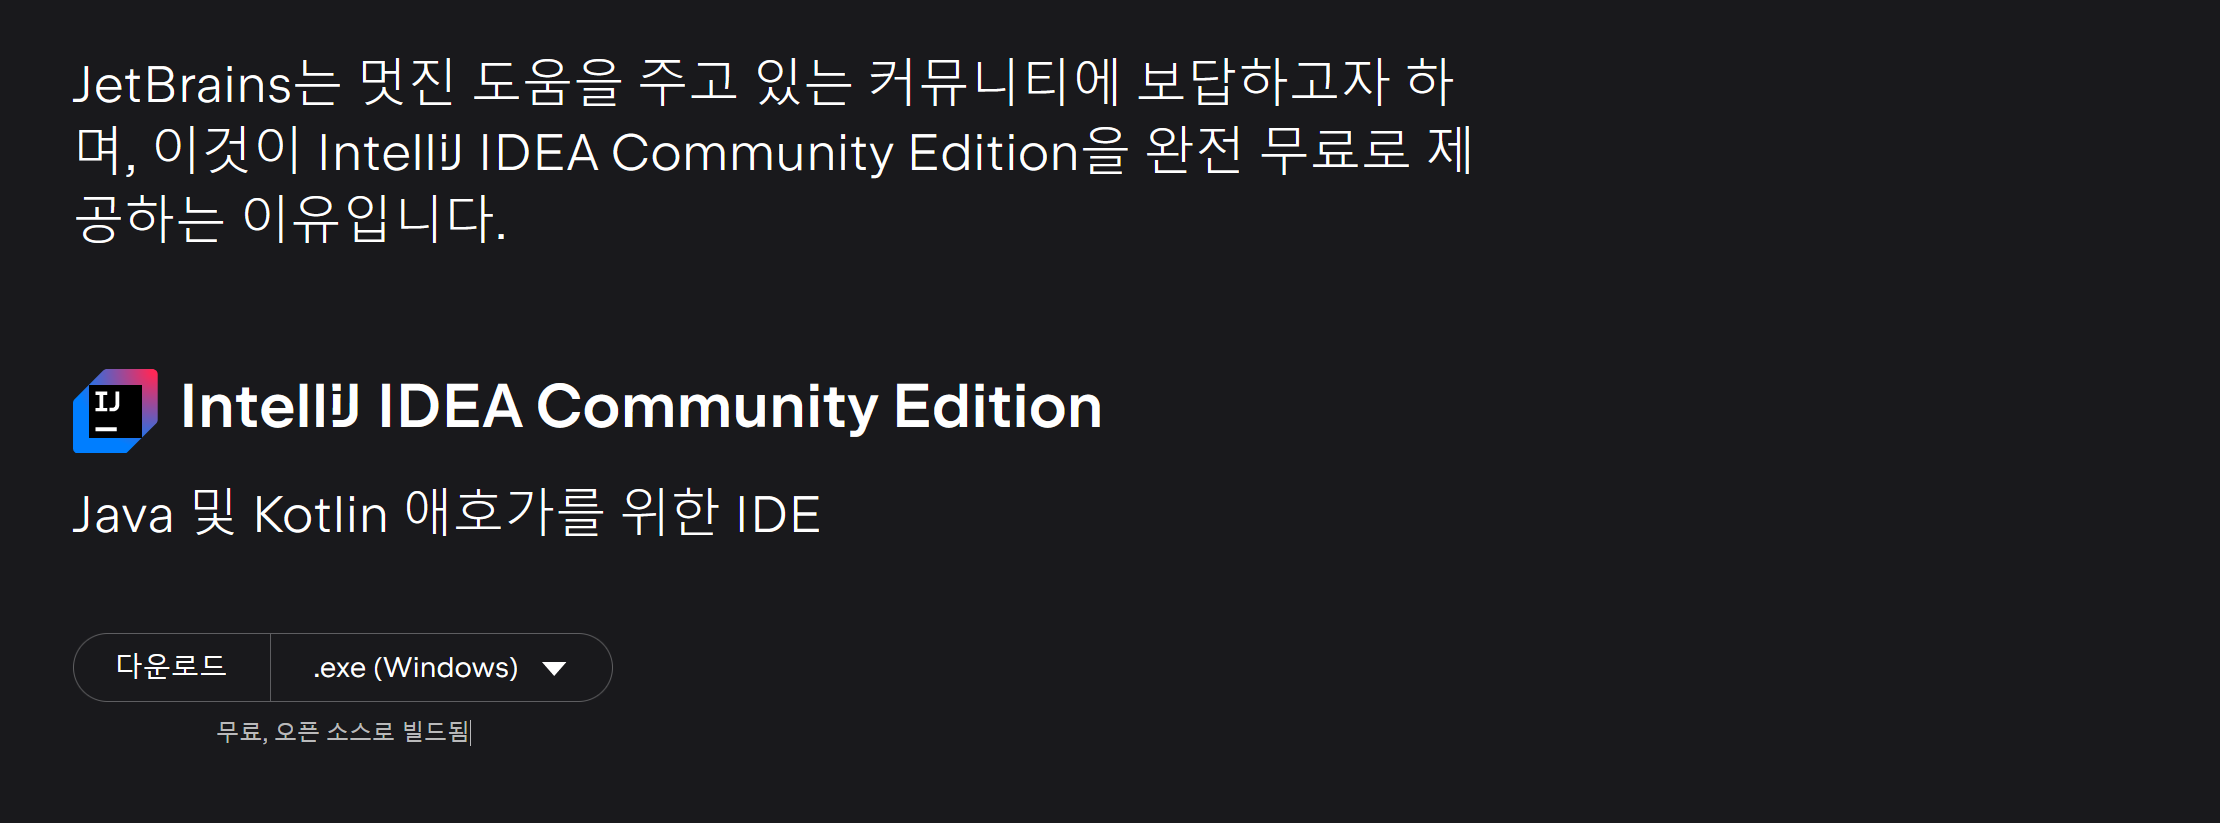 JetBrains는 멋진 도움을 주고 있는 커뮤니티에 보답하고자 하
며, 이것이 IntelliJ IDEA Community Edition을 완전 무료로 제
공하는 이유입니다.
IJ
IntelliJ IDEA Community Edition
Java 및 Kotlin 애호가를 위한 IDE
다운로드 .exe (Windows)
무료, 오픈 소스로 빌드됨